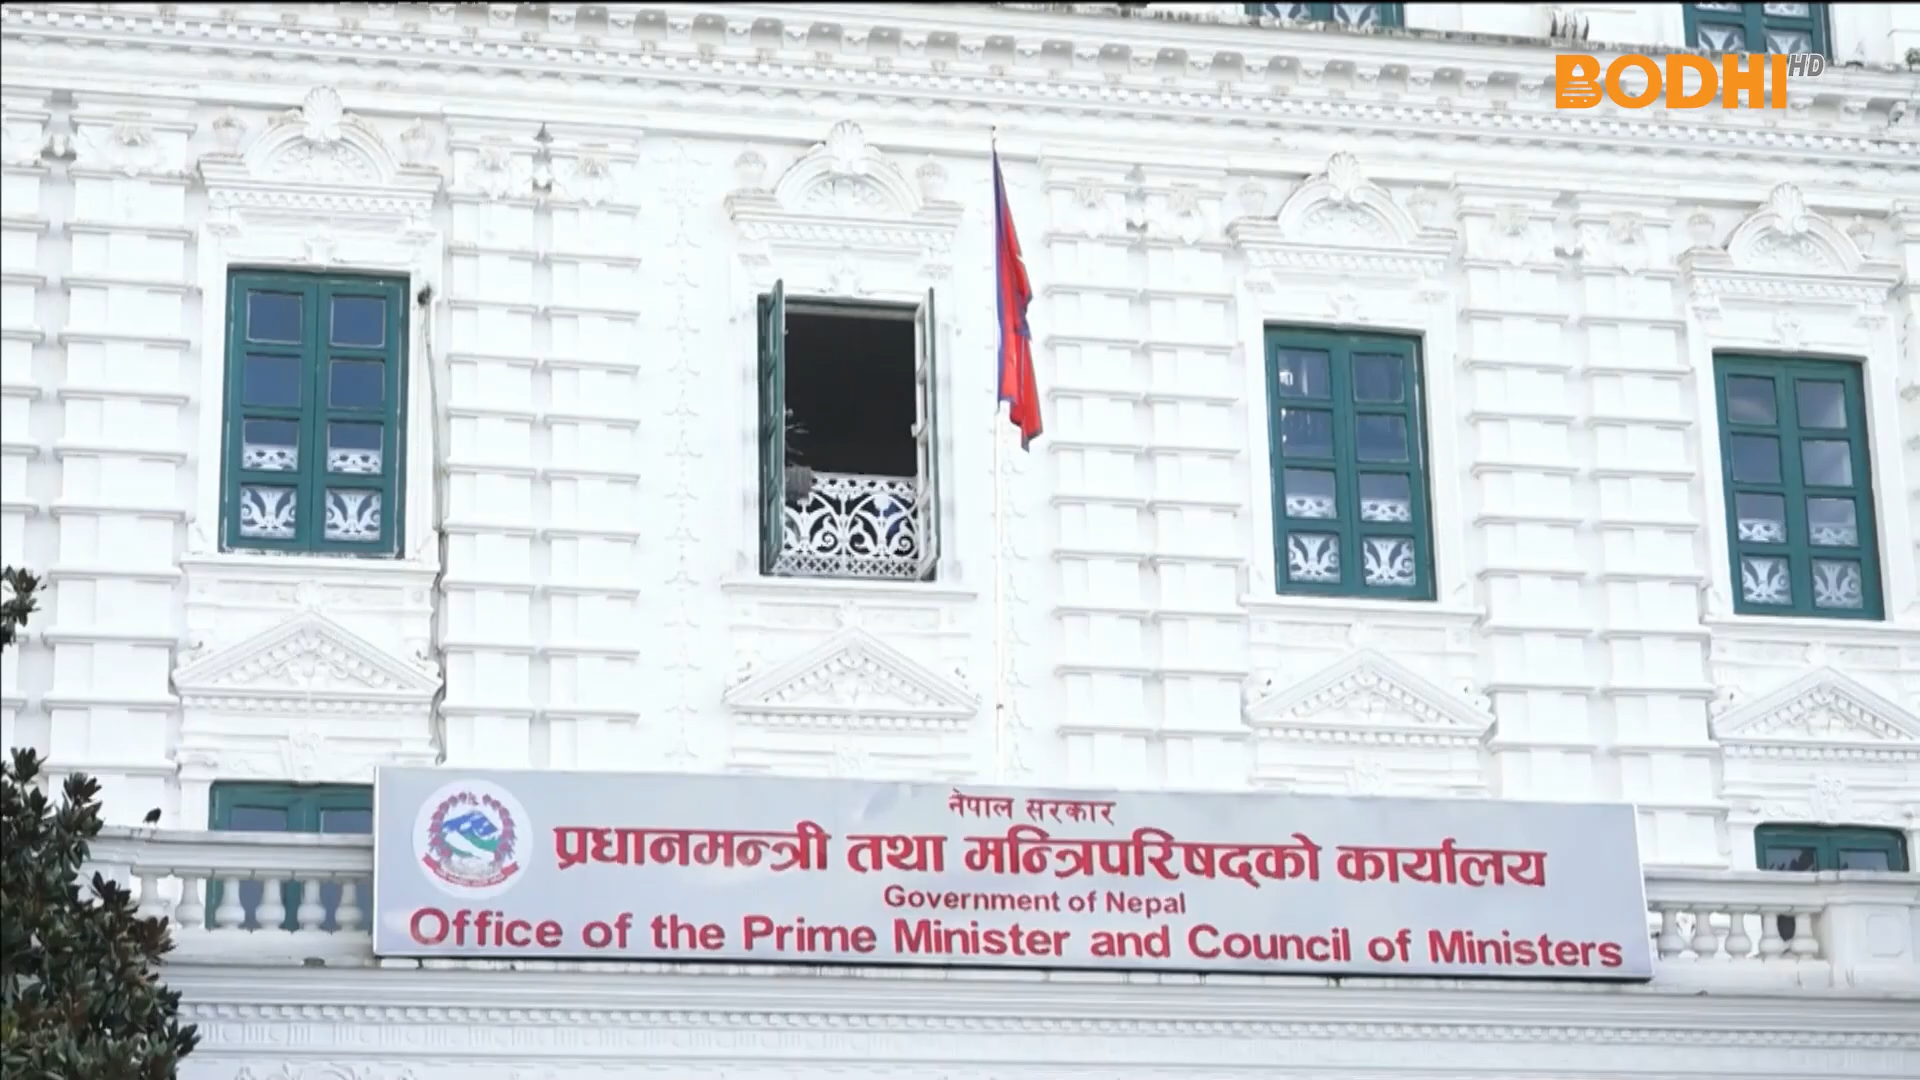 BODHI HD
नेपाल सरकार
प्रधानमन्त्री तथा मन्त्रिपरिषद्को कार्यालय
Government of Nepal
Office of the Prime Minister and Council of Ministers